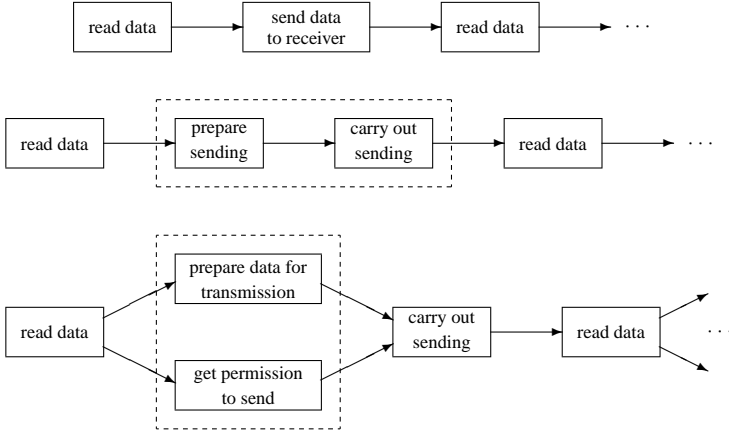 read data
send data
to receiver
read data
. . .
read data
prepare
sending
carry out
sending
read data
. . .
prepare data for
transmission
read data
carry out
sending
read data
. . .
get permission
to send